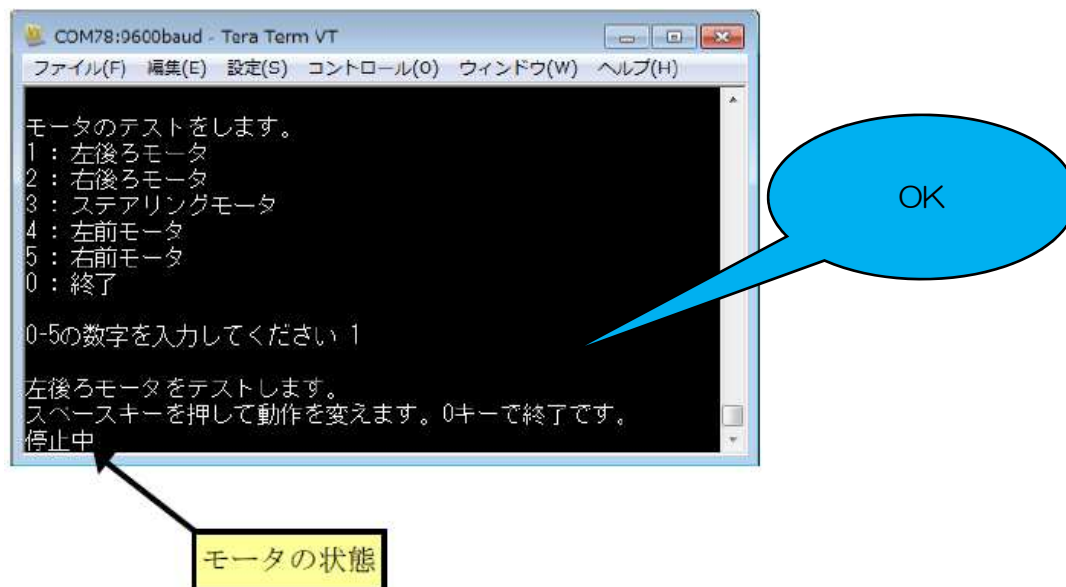 COM78:9600baud - Tera Term VT
ファイル(F) 編集(E) 設定(S) コントロール(O) ウィンドウ(W) ヘルプ(H)
モータのテストをします。
1 : 左後ろモータ
2 : 右後ろモータ
3 : ステアリングモータ
4 : 左前モータ
5 : 右前モータ
0 : 終了
0-5の数字を入力してください 1
左後ろモータをテストします。
スペースキーを押して動作を変えます。0キーで終了です。
停止中
OK
モータの状態